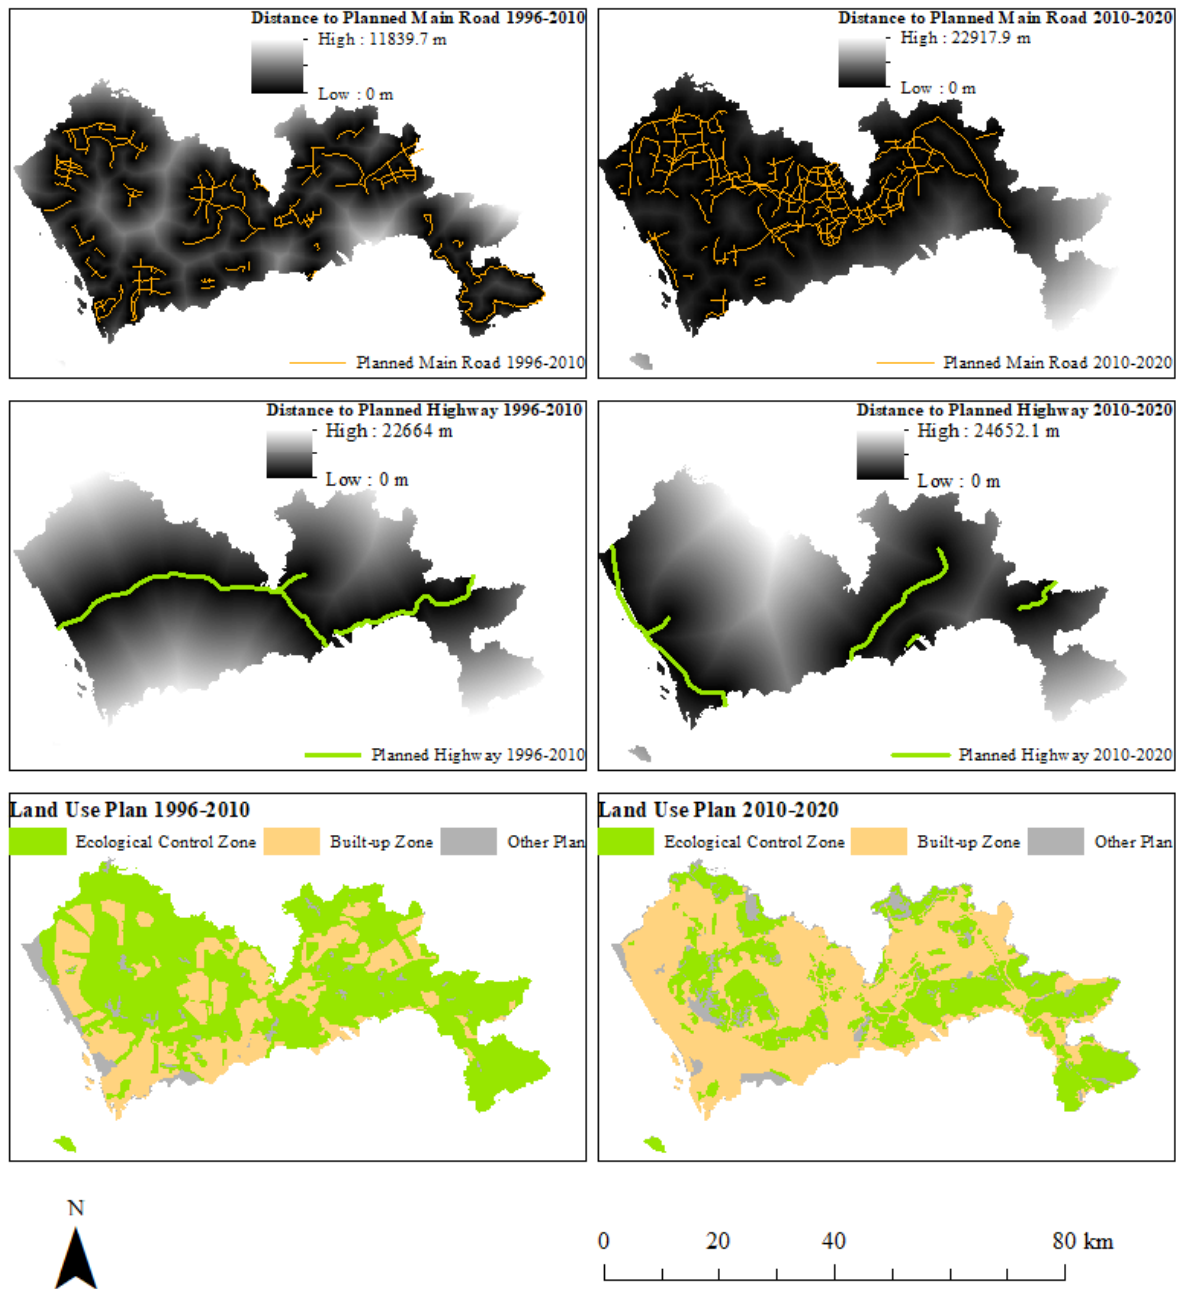 Distance to Planned Main Road 1996-2010
High : 11839.7 m
Low : 0 m
Planned Main Road 1996-2010
Distance to Planned Main Road 2010-2020
High : 22917.9 m
Low : 0 m
Planned Main Road 2010-2020
Distance to Planned Highway 1996-2010
High : 22664 m
Low : 0 m
Planned Highway 1996-2010
Distance to Planned Highway 2010-2020
High : 24652.1 m
Low : 0 m
Planned Highway 2010-2020
Land Use Plan 1996-2010
Ecological Control Zone Built-up Zone Other Plan
Land Use Plan 2010-2020
Ecological Control Zone Built-up Zone Other Plan
N
0 20 40 80 km